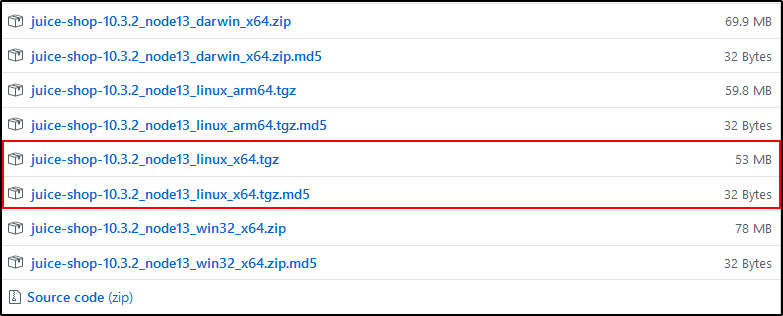 juice-shop-10.3.2_node13_darwin_x64.zip 69.9 MB
juice-shop-10.3.2_node13_darwin_x64.zip.md5 32 Bytes
juice-shop-10.3.2_node13_linux_arm64.tgz 59.8 MB
juice-shop-10.3.2_node13_linux_arm64.tgz.md5 32 Bytes
juice-shop-10.3.2_node13_linux_x64.tgz 53 MB
juice-shop-10.3.2_node13_linux_x64.tgz.md5 32 Bytes
juice-shop-10.3.2_node13_win32_x64.zip 78 MB
juice-shop-10.3.2_node13_win32_x64.zip.md5 32 Bytes
Source code (zip)